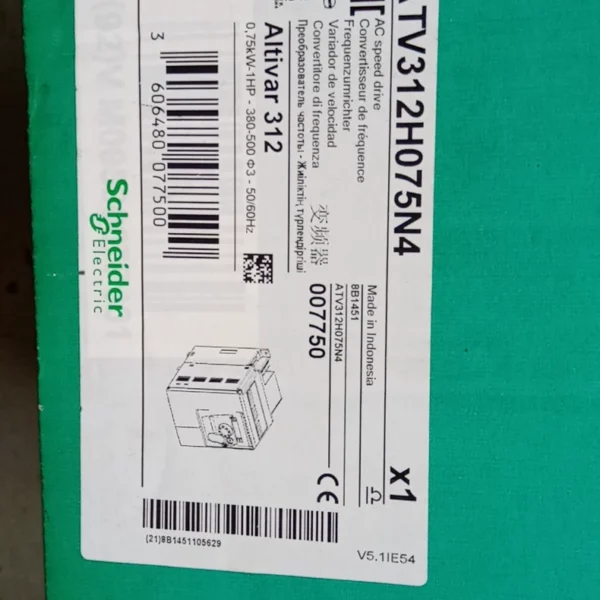 ATV312H075N4
AC speed drive
Convertisseur de fréquence
Frequenzumrichter
Variador de velocidad
Convertitore di frequenza
变频器
Преобразователь частоты - Жиіліктің түрлендіргіші
Altivar 312
0,75kW-1HP - 380-500 Φ3 - 50/60Hz
3 606480 077500
Schneider
Electric
Made in Indonesia
8B1451
ATV312H075N4
007750
x1
CE
(21)8B1451105629
V5.1IE54